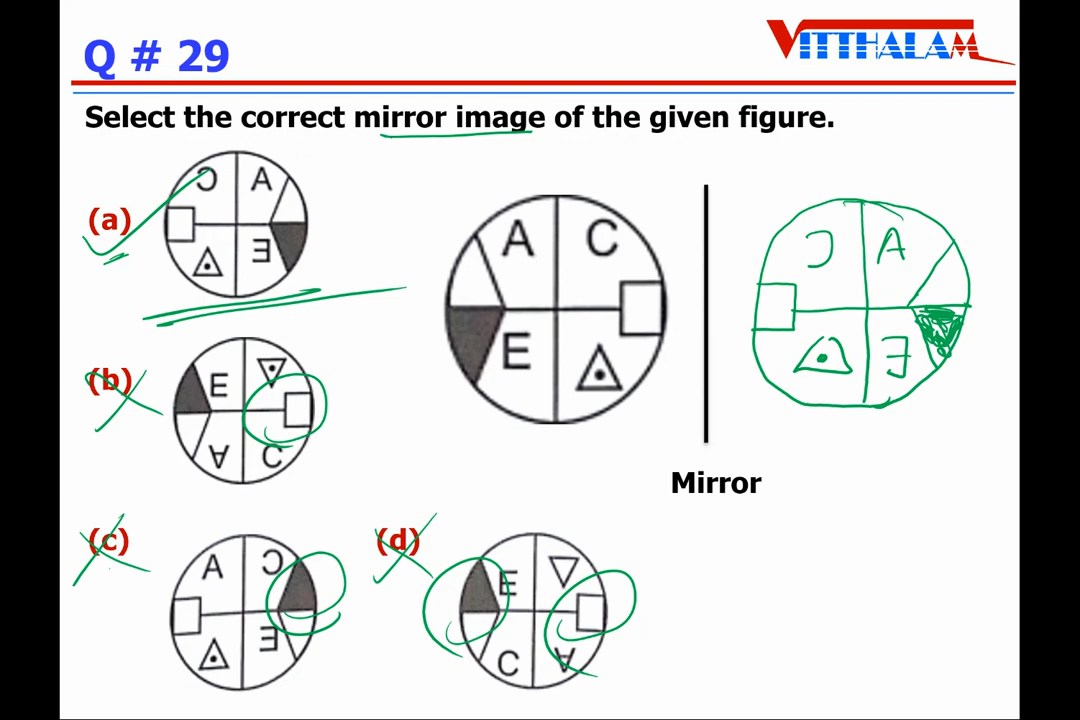 Q # 29
VITTHALAM
Select the correct mirror image of the given figure.
(a)
Ɔ A
Ǝ
A C
E
Ɔ A
Ǝ
(b)
E
∀ C
Mirror
(c)
A Ɔ
Ǝ
(d)
E
C ∀